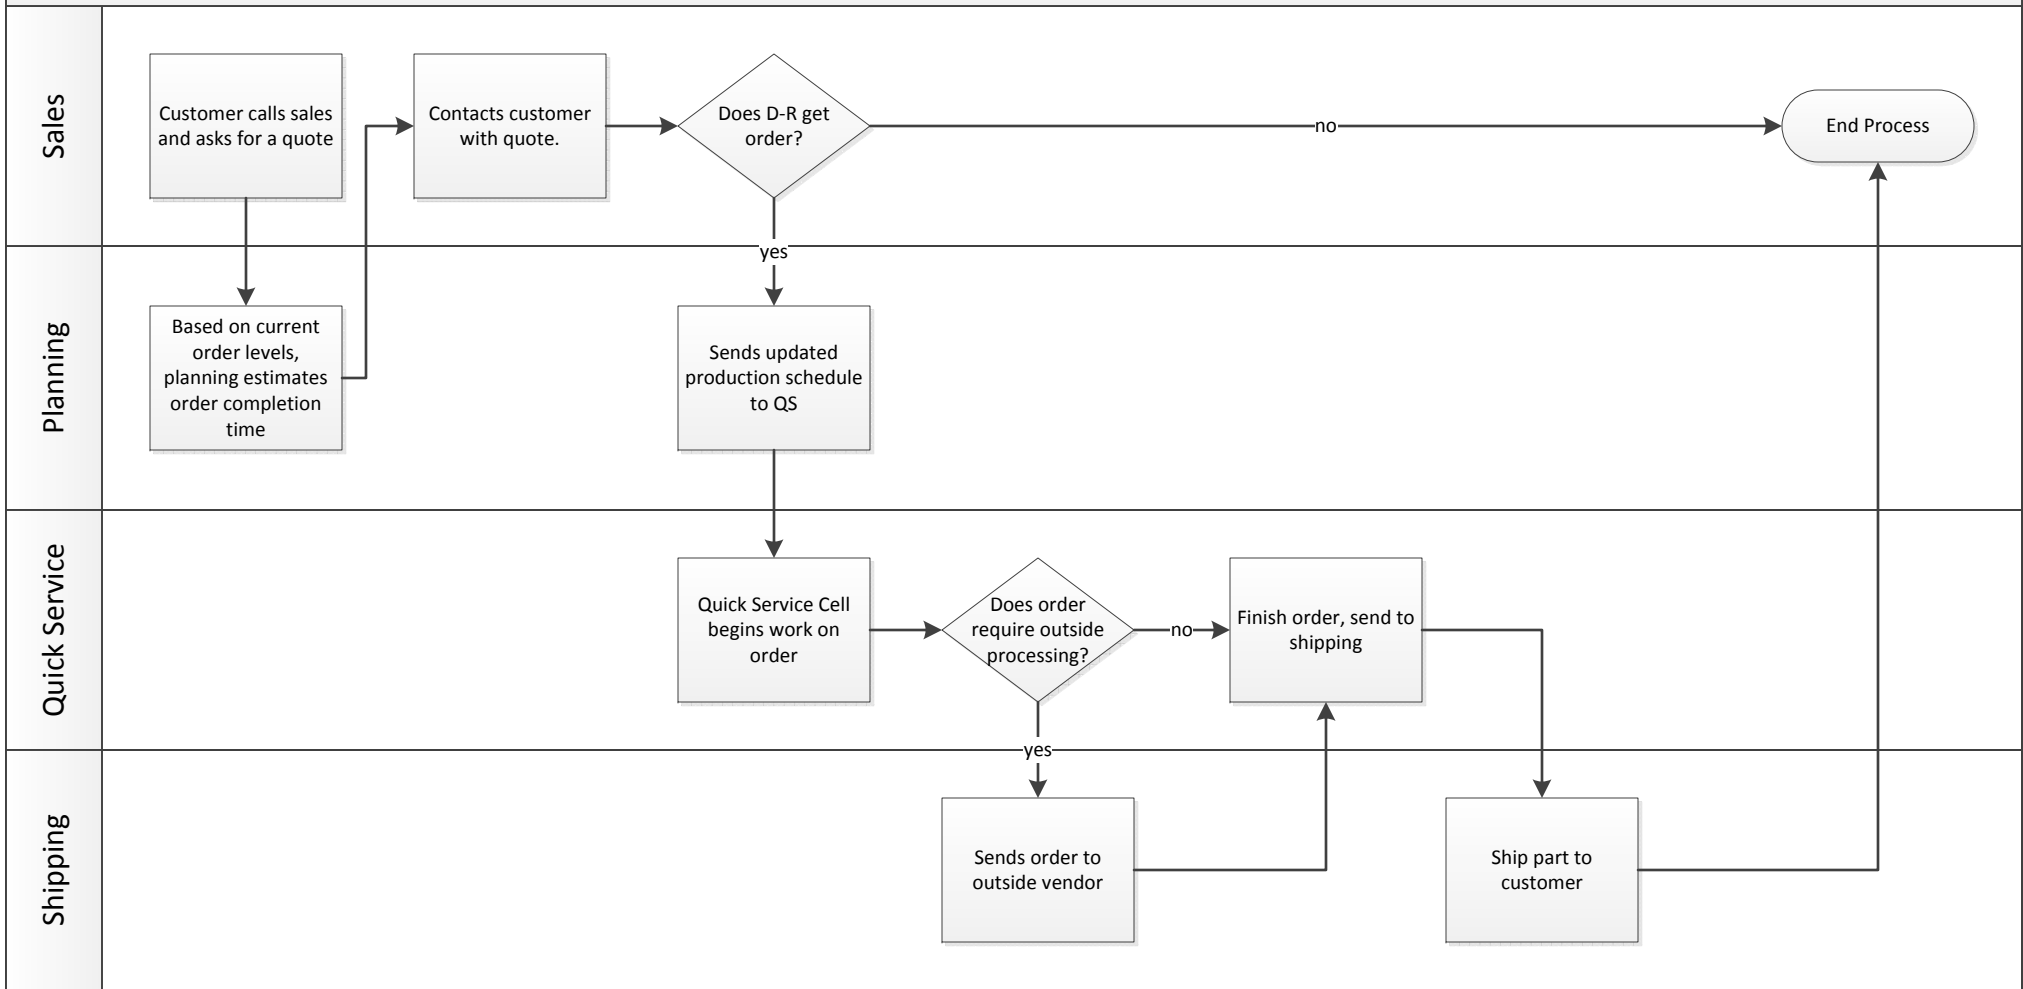 Sales
Customer calls sales
and asks for a quote
Contacts customer
with quote.
Does D-R get
order?
no
End Process
yes
Planning
Based on current
order levels,
planning estimates
order completion
time
Sends updated
production schedule
to QS
Quick Service
Quick Service Cell
begins work on
order
Does order
require outside
processing?
no
Finish order, send to
shipping
yes
Shipping
Sends order to
outside vendor
Ship part to
customer